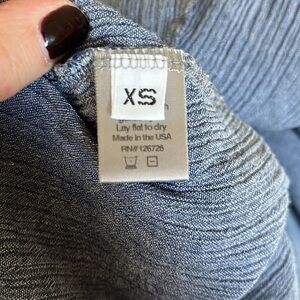 XS
Lay flat to dry
Made in the USA
RN# 126726